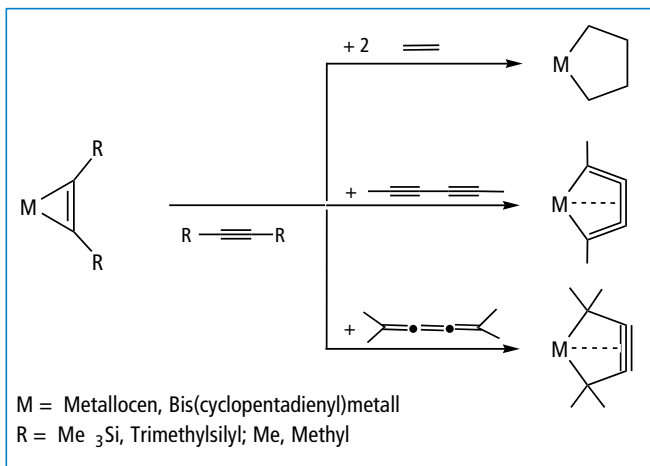 + 2
M
R
M
R
+
R R
M
+
M
M = Metallocen, Bis(cyclopentadienyl)metall
R = Me 3Si, Trimethylsilyl; Me, Methyl